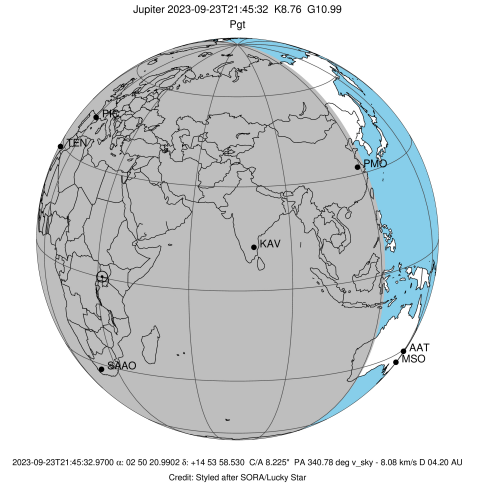 Jupiter 2023-09-23T21:45:32 K8.76 G10.99
Pgt
PIC
TEN
PMO
KAV
AAT
MSO
SAAO
2023-09-23T21:45:32.9700 α: 02 50 20.9902 δ: +14 53 58.530 C/A 8.225" PA 340.78 deg v_sky - 8.08 km/s D 04.20 AU
Credit: Styled after SORA/Lucky Star